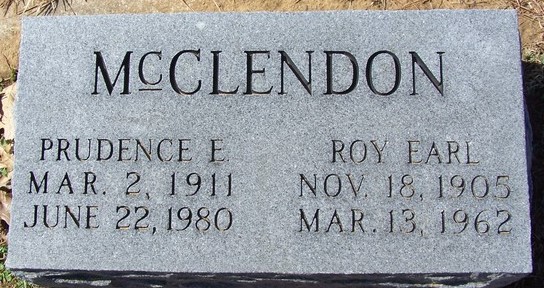 McCLENDON
PRUDENCE E.
MAR. 2, 1911
JUNE 22, 1980
ROY EARL
NOV. 18, 1905
MAR. 13, 1962